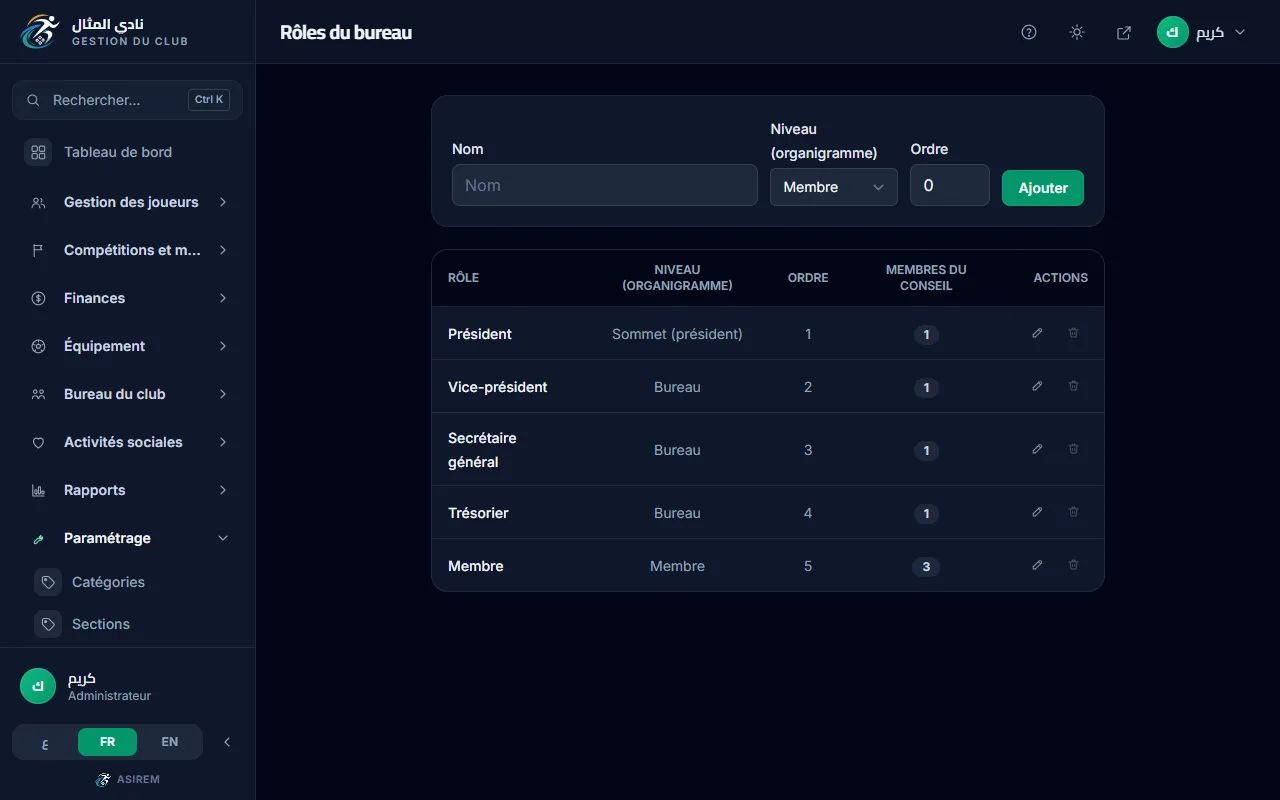 نادي المثال
GESTION DU CLUB
Rechercher...
Ctrl K
Tableau de bord
Gestion des joueurs
Compétitions et m...
Finances
Équipement
Bureau du club
Activités sociales
Rapports
Paramétrage
Catégories
Sections
ك
كريم
Administrateur
ع
FR
EN
ASIREM
Rôles du bureau
ك
كريم
Nom
Nom
Niveau
(organigramme)
Membre
Ordre
0
Ajouter
RÔLE
NIVEAU
(ORGANIGRAMME)
ORDRE
MEMBRES DU
CONSEIL
ACTIONS
Président
Sommet (président)
1
1
Vice-président
Bureau
2
1
Secrétaire
général
Bureau
3
1
Trésorier
Bureau
4
1
Membre
Membre
5
3